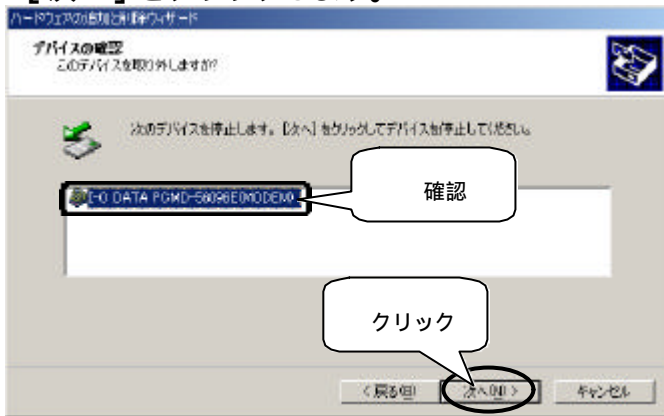 ハードウェアの追加と削除ウィザード
デバイスの確認
このデバイスを取り外しますか?
次のデバイスを停止します。[次へ] をクリックしてデバイスを停止してください。
I-O DATA PCMD-5609BE(MODEM)
確認
クリック
< 戻る(B)
次へ(N) >
キャンセル